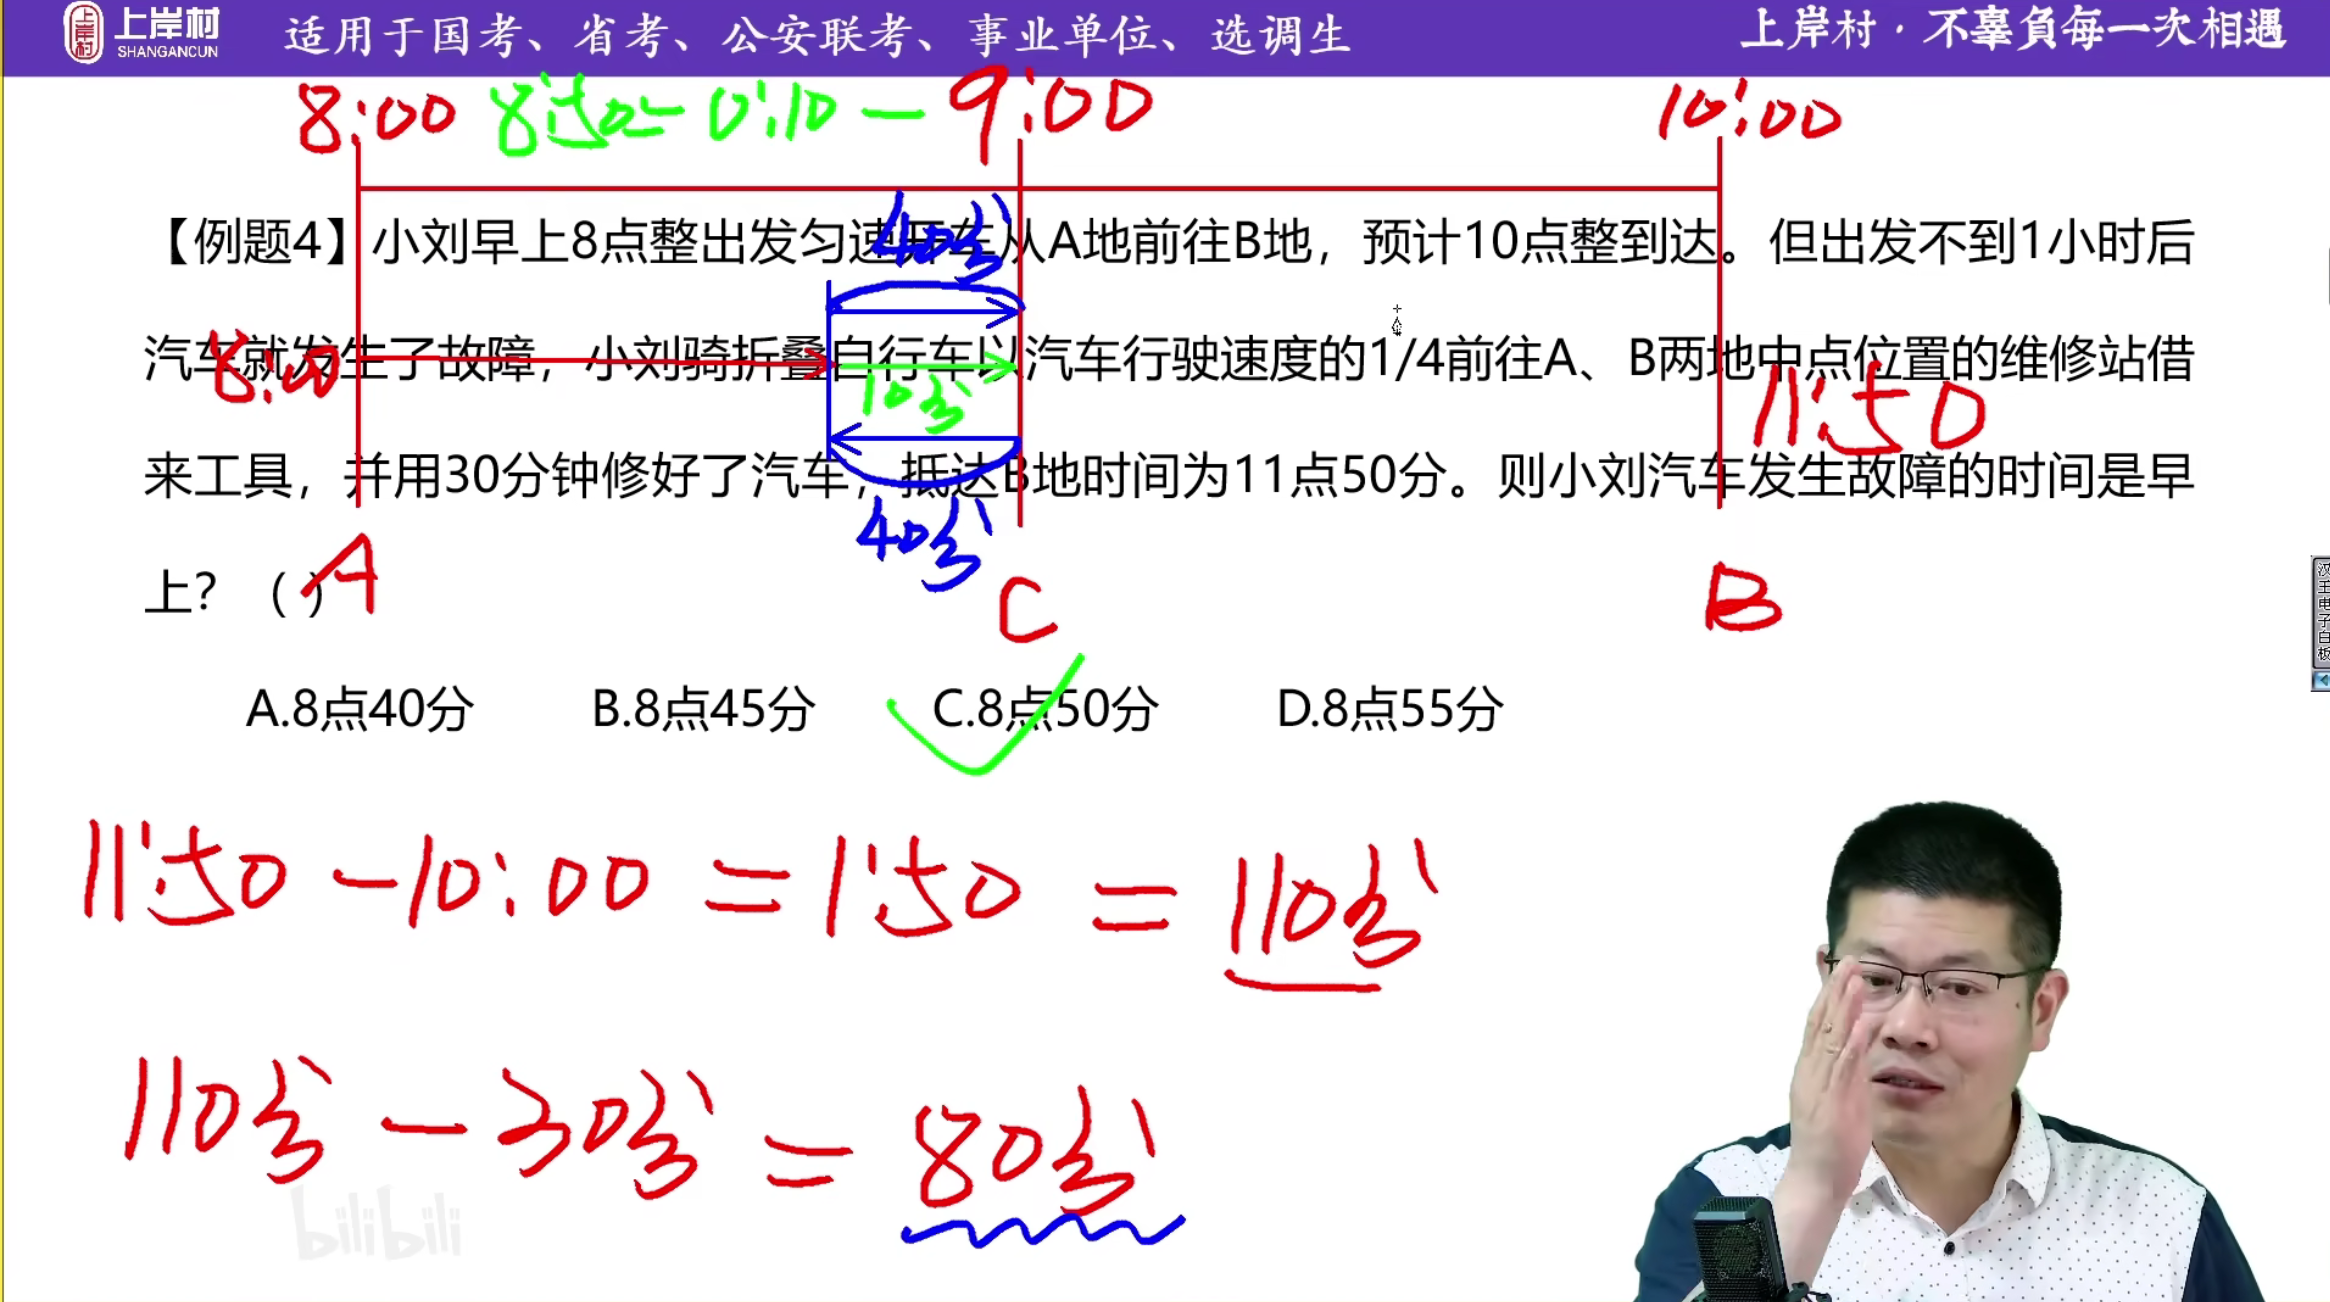 上岸村
SHANGANCUN
适用于国考、省考、公安联考、事业单位、选调生
上岸村·不辜負每一次相遇
8:00 8:50- 0:10 - 9:00
10:00
40分
【例题4】小刘早上8点整出发匀速开车从A地前往B地，预计10点整到达。但出发不到1小时后
汽车就发生了故障，小刘骑折叠自行车以汽车行驶速度的1/4前往A、B两地中点位置的维修站借
8:00
10分
11:50
来工具，并用30分钟修好了汽车，抵达B地时间为11点50分。则小刘汽车发生故障的时间是早
40分
上？（ ）
A
C
B
A.8点40分 B.8点45分 C.8点50分 D.8点55分
11:50-10:00=1:50=110分
110分-30分=80分
bilibili
汉王电子白板